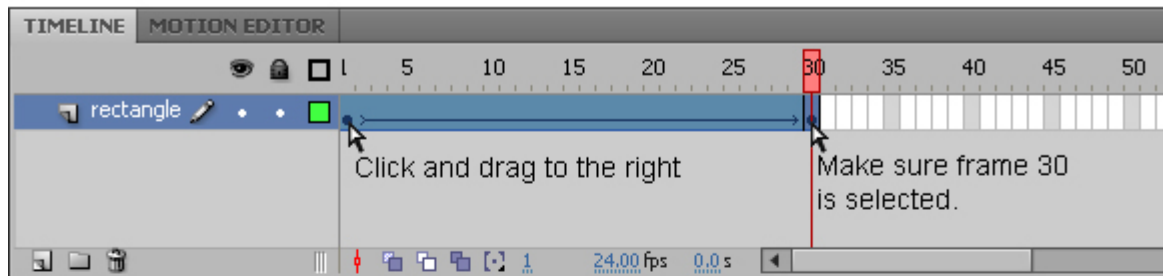 TIMELINE MOTION EDITOR
5 10 15 20 25 30 35 40 45 50
rectangle
Click and drag to the right
Make sure frame 30
is selected.
1 24.00 fps 0.0 s